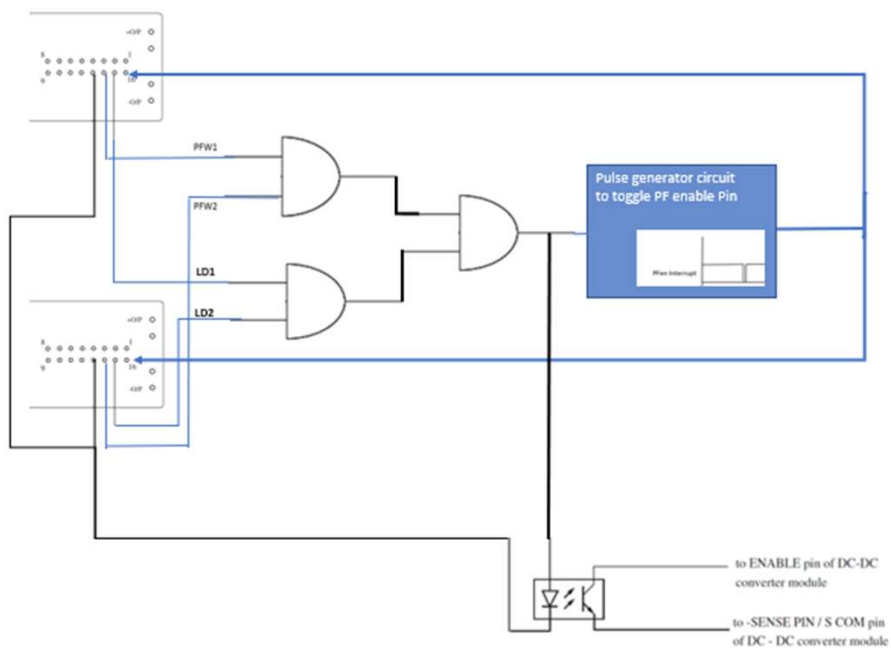 +O/P
8 1
9 16
-O/P
PFW1
PFW2
LD1
LD2
Pulse generator circuit
to toggle PF enable Pin
PFen Interrupt
+O/P
8 1
9 16
-O/P
to ENABLE pin of DC-DC
converter module
to -SENSE PIN / S COM pin
of DC - DC converter module